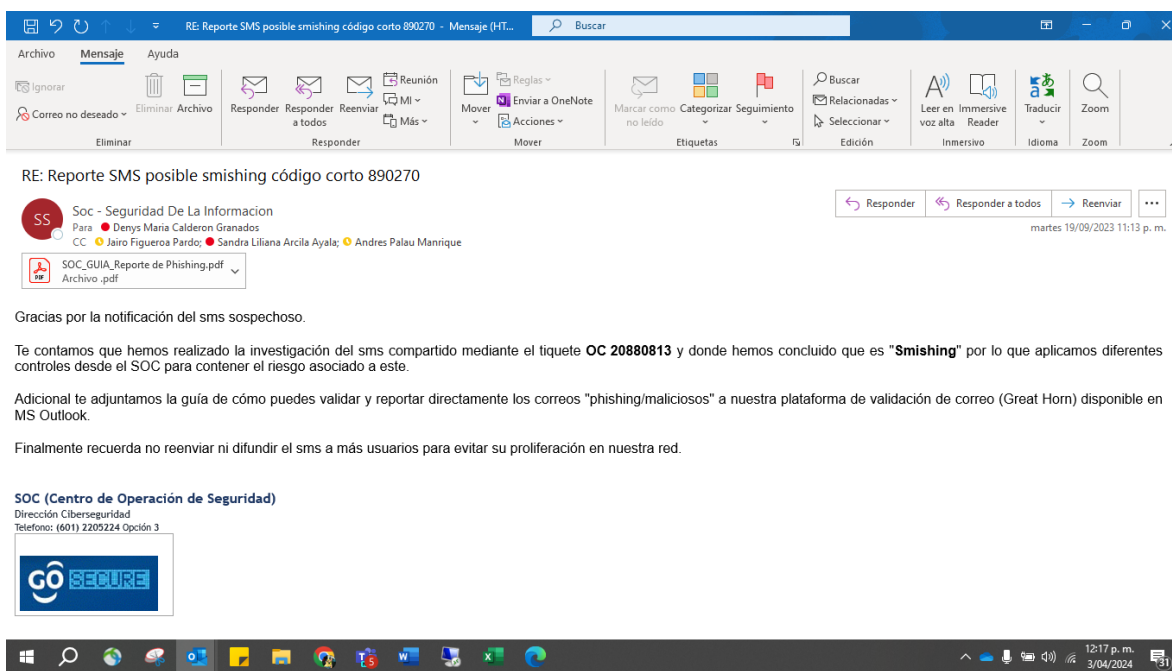 RE: Reporte SMS posible smishing código corto 890270 - Mensaje (HT...
Buscar
Archivo Mensaje Ayuda
Ignorar
Correo no deseado
Eliminar Archivo
Responder Responder a todos Reenviar
Reunión
MI
Más
Mover
Reglas
Enviar a OneNote
Acciones
Marcar como no leído
Categorizar Seguimiento
Buscar
Relacionadas
Seleccionar
Leer en voz alta
Immersive Reader
Traducir
Zoom
Eliminar Responder Mover Etiquetas Edición Inmersivo Idioma Zoom
RE: Reporte SMS posible smishing código corto 890270
SS
Soc - Seguridad De La Informacion
Para Denys Maria Calderon Granados
CC Jairo Figueroa Pardo; Sandra Liliana Arcila Ayala; Andres Palau Manrique
Responder Responder a todos Reenviar ...
martes 19/09/2023 11:13 p. m.
PDF
SOC_GUIA_Reporte de Phishing.pdf
Archivo .pdf
Gracias por la notificación del sms sospechoso.
Te contamos que hemos realizado la investigación del sms compartido mediante el tiquete OC 20880813 y donde hemos concluido que es "Smishing" por lo que aplicamos diferentes
controles desde el SOC para contener el riesgo asociado a este.
Adicional te adjuntamos la guía de cómo puedes validar y reportar directamente los correos "phishing/maliciosos" a nuestra plataforma de validación de correo (Great Horn) disponible en
MS Outlook.
Finalmente recuerda no reenviar ni difundir el sms a más usuarios para evitar su proliferación en nuestra red.
SOC (Centro de Operación de Seguridad)
Dirección Ciberseguridad
Telefono: (601) 2205224 Opción 3
GO SECURE
12:17 p. m.
3/04/2024